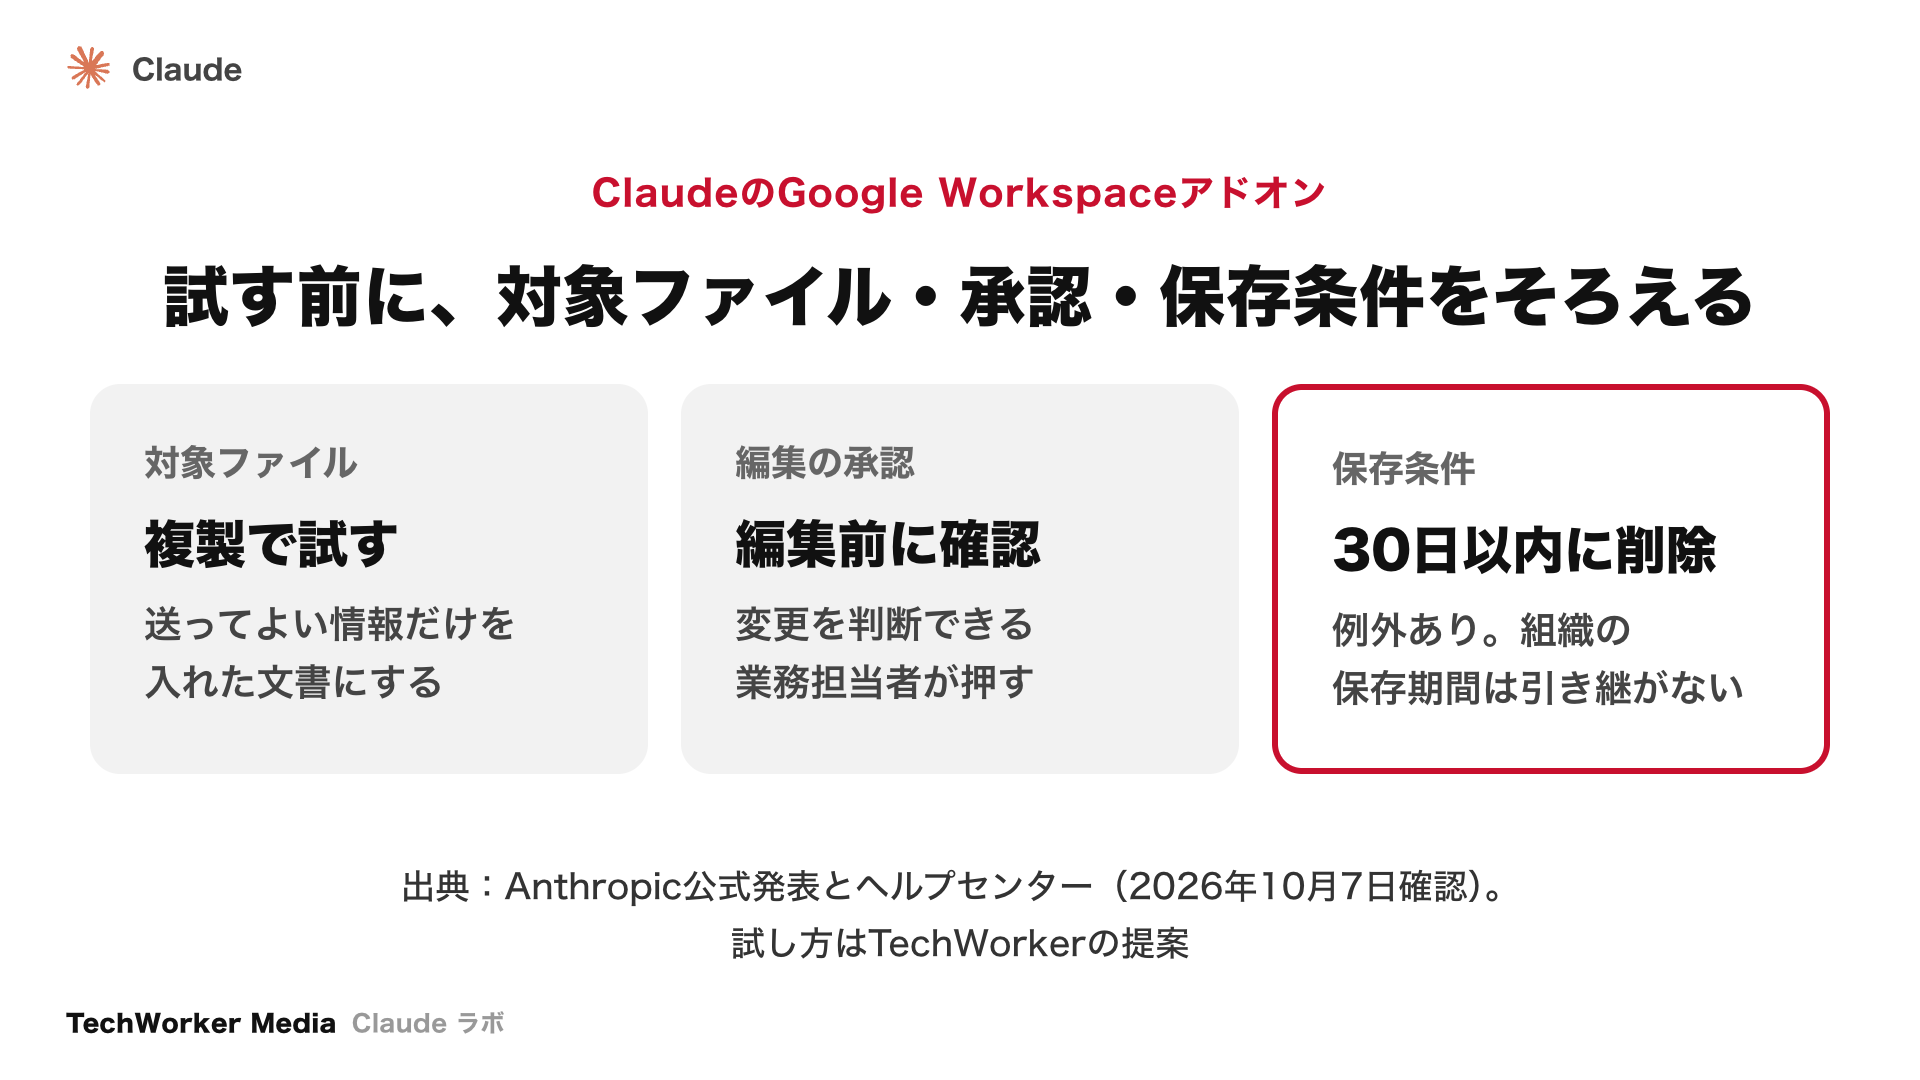 Claude
ClaudeのGoogle Workspaceアドオン
試す前に、対象ファイル・承認・保存条件をそろえる
対象ファイル
複製で試す
送ってよい情報だけを
入れた文書にする
編集の承認
編集前に確認
変更を判断できる
業務担当者が押す
保存条件
30日以内に削除
例外あり。組織の
保存期間は引き継がない
出典：Anthropic公式発表とヘルプセンター（2026年10月7日確認）。
試し方はTechWorkerの提案
TechWorker Media Claude ラボ